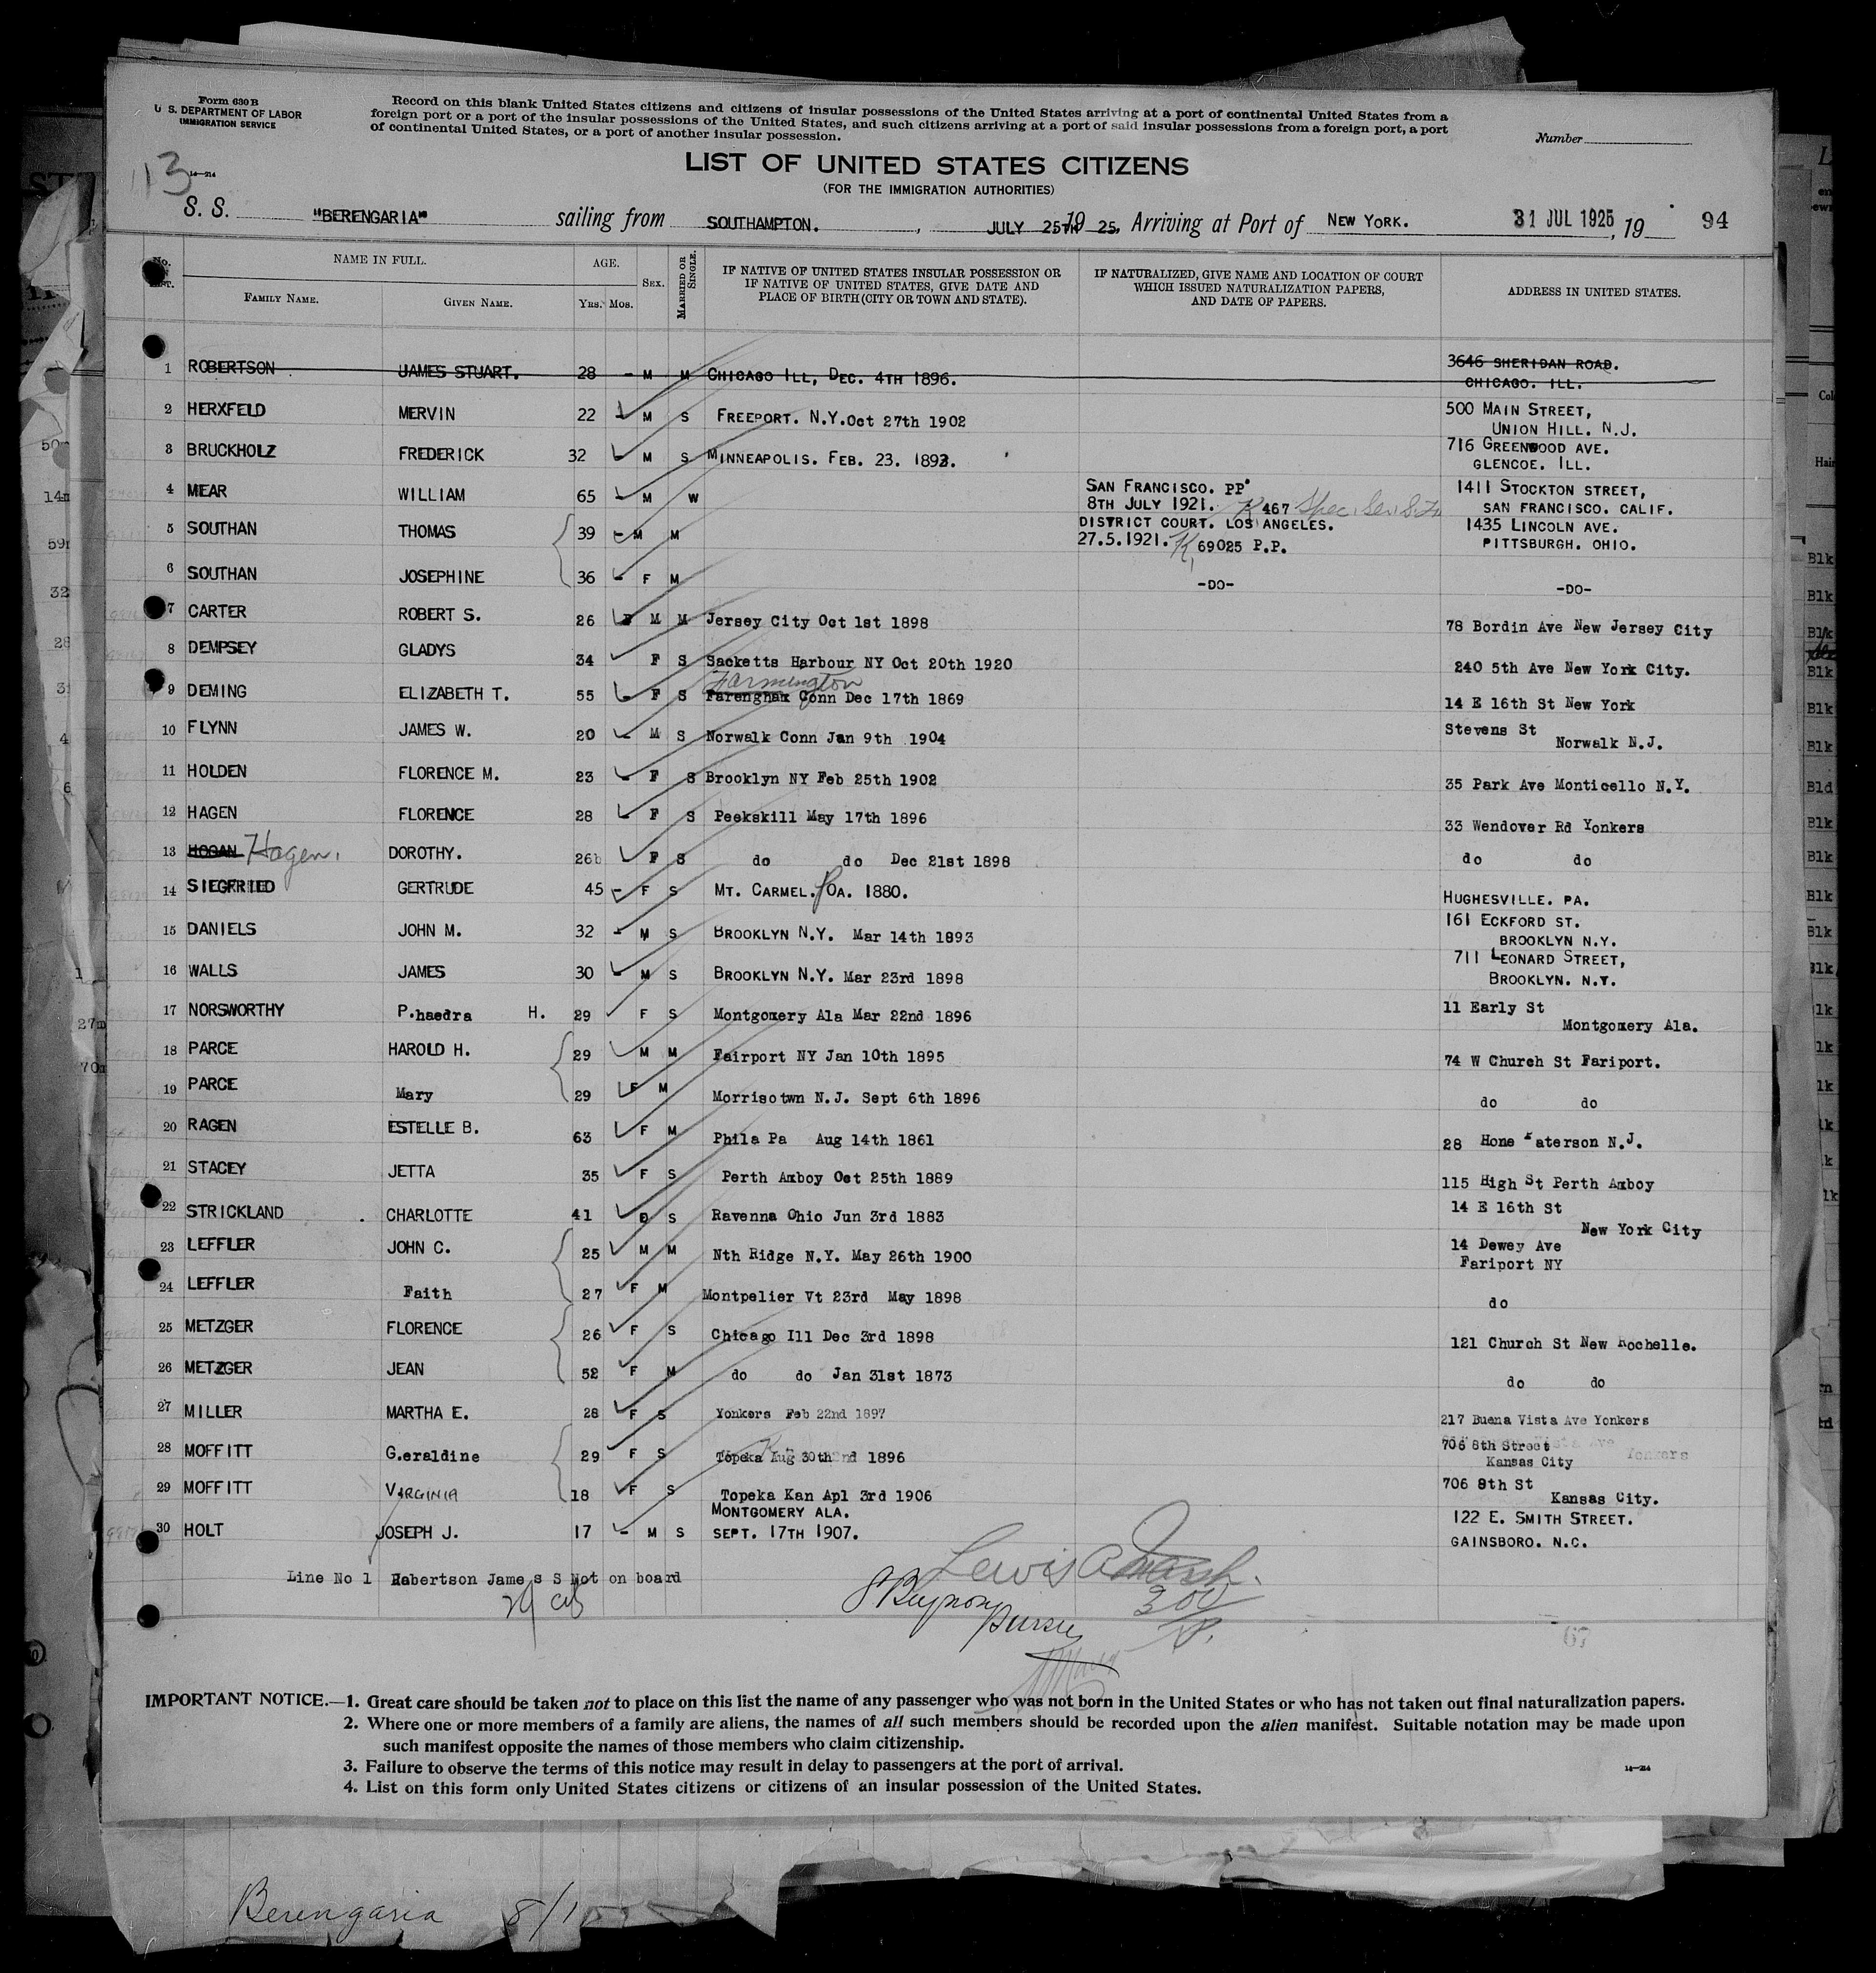 Form 630 B
U. S. DEPARTMENT OF LABOR
IMMIGRATION SERVICE
Record on this blank United States citizens and citizens of insular possessions of the United States arriving at a port of continental United States from a
foreign port or a port of the insular possessions of the United States, and such citizens arriving at a port of said insular possessions from a foreign port, a port
of continental United States, or a port of another insular possession.
Number
113
14—214
LIST OF UNITED STATES CITIZENS
(FOR THE IMMIGRATION AUTHORITIES)
S. S. "BERENGARIA" sailing from SOUTHAMPTON. , JULY 25TH 1925, Arriving at Port of NEW YORK. 31 JUL 1925, 19 94
NAME IN FULL. AGE. SEX. MARRIED OR SINGLE. IF NATIVE OF UNITED STATES INSULAR POSSESSION OR IF NATIVE OF UNITED STATES, GIVE DATE AND PLACE OF BIRTH (CITY OR TOWN AND STATE). IF NATURALIZED, GIVE NAME AND LOCATION OF COURT WHICH ISSUED NATURALIZATION PAPERS, AND DATE OF PAPERS. ADDRESS IN UNITED STATES.
FAMILY NAME. GIVEN NAME. YRS. MOS.
1 ROBERTSON JAMES STUART. 28 - M M CHICAGO ILL, DEC. 4TH 1896. 3646 SHERIDAN ROAD. CHICAGO. ILL.
2 HERXFELD MERVIN 22 - M S FREEPORT. N.Y.Oct 27th 1902 500 MAIN STREET, UNION HILL. N.J.
3 BRUCKHOLZ FREDERICK 32 - M S MINNEAPOLIS. FEB. 23. 1893. 716 GREENWOOD AVE. GLENCOE. ILL.
4 MEAR WILLIAM 65 - M W SAN FRANCISCO. PP 8TH JULY 1921. K 467 1411 STOCKTON STREET, SAN FRANCISCO. CALIF.
5 SOUTHAN THOMAS 39 - M M DISTRICT COURT. LOS ANGELES. 27.5.1921. K 69025 P.P. 1435 LINCOLN AVE. PITTSBURGH. OHIO.
6 SOUTHAN JOSEPHINE 36 - F M -DO- -DO-
7 CARTER ROBERT S. 26 M M Jersey City Oct 1st 1898 78 Bordin Ave New Jersey City
8 DEMPSEY GLADYS 34 F S Sacketts Harbour NY Oct 20th 1920 240 5th Ave New York City.
9 DEMING ELIZABETH T. 55 - F S Farmington Farengham Conn Dec 17th 1869 14 E 16th St New York
10 FLYNN JAMES W. 20 - M S Norwalk Conn Jan 9th 1904 Stevens St Norwalk N.J.
11 HOLDEN FLORENCE M. 23 - F S Brooklyn NY Feb 25th 1902 35 Park Ave Monticello N.Y.
12 HAGEN FLORENCE 28 - F S Peekskill May 17th 1896 33 Wendover Rd Yonkers
13 HOGAN Hagen. DOROTHY. 26 F S do do Dec 21st 1898 do do
14 SIEGFRIED GERTRUDE 45 - F S MT. CARMEL. POA. 1880. HUGHESVILLE. PA.
15 DANIELS JOHN M. 32 - M S BROOKLYN N.Y. Mar 14th 1893 161 ECKFORD ST. BROOKLYN N.Y.
16 WALLS JAMES 30 - M S BROOKLYN N.Y. Mar 23rd 1898 711 LEONARD STREET, BROOKLYN. N.Y.
17 NORSWORTHY P.haedra H. 29 F S Montgomery Ala Mar 22nd 1896 11 Early St Montgomery Ala.
18 PARCE HAROLD H. 29 M M Fairport NY Jan 10th 1895 74 W Church St Fariport.
19 PARCE Mary 29 F M Morrisotwn N.J. Sept 6th 1896 do do
20 RAGEN ESTELLE B. 63 F M Phila Pa Aug 14th 1861 28 Hone Paterson N.J.
21 STACEY JETTA 35 F S Perth Amboy Oct 25th 1889 115 High St Perth Amboy
22 STRICKLAND . CHARLOTTE 41 S Ravenna Ohio Jun 3rd 1883 14 E 16th St New York City
23 LEFFLER JOHN C. 25 M M Nth Ridge N.Y. May 26th 1900 14 Dewey Ave Fariport NY
24 LEFFLER Faith 27 F M Montpelier Vt 23rd May 1898 do
25 METZGER FLORENCE 26 F S Chicago Ill Dec 3rd 1898 121 Church St New Rochelle.
26 METZGER JEAN 52 F M do do Jan 31st 1873 do do
27 MILLER MARTHA E. 28 F S Yonkers Feb 22nd 1897 217 Buena Vista Ave Yonkers
28 MOFFITT G.eraldine 29 F S Topeka Aug 30th 1896 706 8th Street Kansas City
29 MOFFITT VIRGINIA 18 F S Topeka Kan Apl 3rd 1906 706 8th St Kansas City.
30 HOLT JOSEPH J. 17 - M S MONTGOMERY ALA. SEPT. 17TH 1907. 122 E. SMITH STREET. GAINSBORO. N.C.
Line No 1 Robertson James S Not on board
Lewis A
300
Purser
67
IMPORTANT NOTICE.—1. Great care should be taken not to place on this list the name of any passenger who was not born in the United States or who has not taken out final naturalization papers.
2. Where one or more members of a family are aliens, the names of all such members should be recorded upon the alien manifest. Suitable notation may be made upon
such manifest opposite the names of those members who claim citizenship.
3. Failure to observe the terms of this notice may result in delay to passengers at the port of arrival.
4. List on this form only United States citizens or citizens of an insular possession of the United States.
14—214
Berengaria 8/1